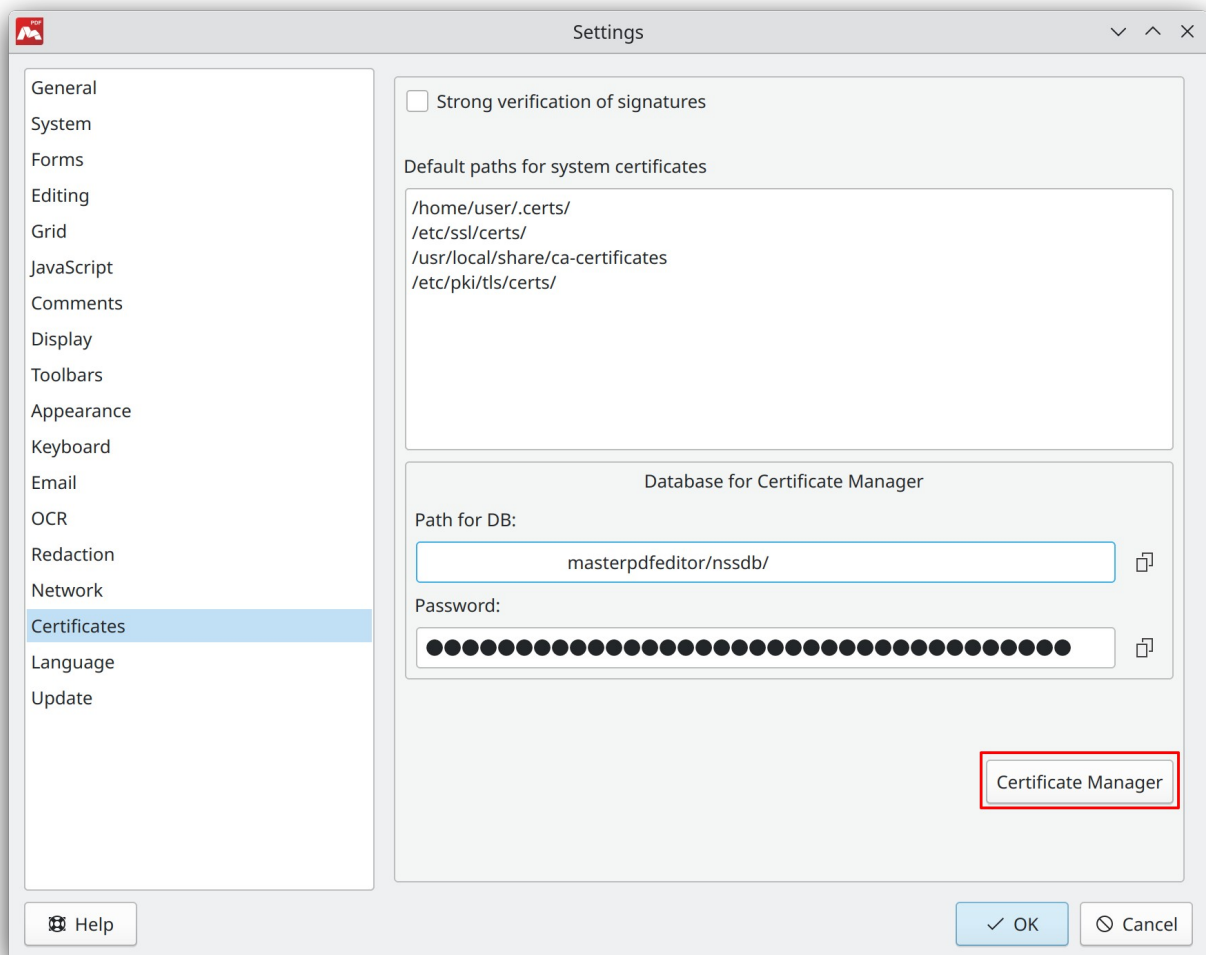 PDF
Settings
General
System
Forms
Editing
Grid
JavaScript
Comments
Display
Toolbars
Appearance
Keyboard
Email
OCR
Redaction
Network
Certificates
Language
Update
Strong verification of signatures
Default paths for system certificates
/home/user/.certs/
/etc/ssl/certs/
/usr/local/share/ca-certificates
/etc/pki/tls/certs/
Database for Certificate Manager
Path for DB:
masterpdfeditor/nssdb/
Password:
●●●●●●●●●●●●●●●●●●●●●●●●●●●●●●●●●●●●
Certificate Manager
Help
OK
Cancel